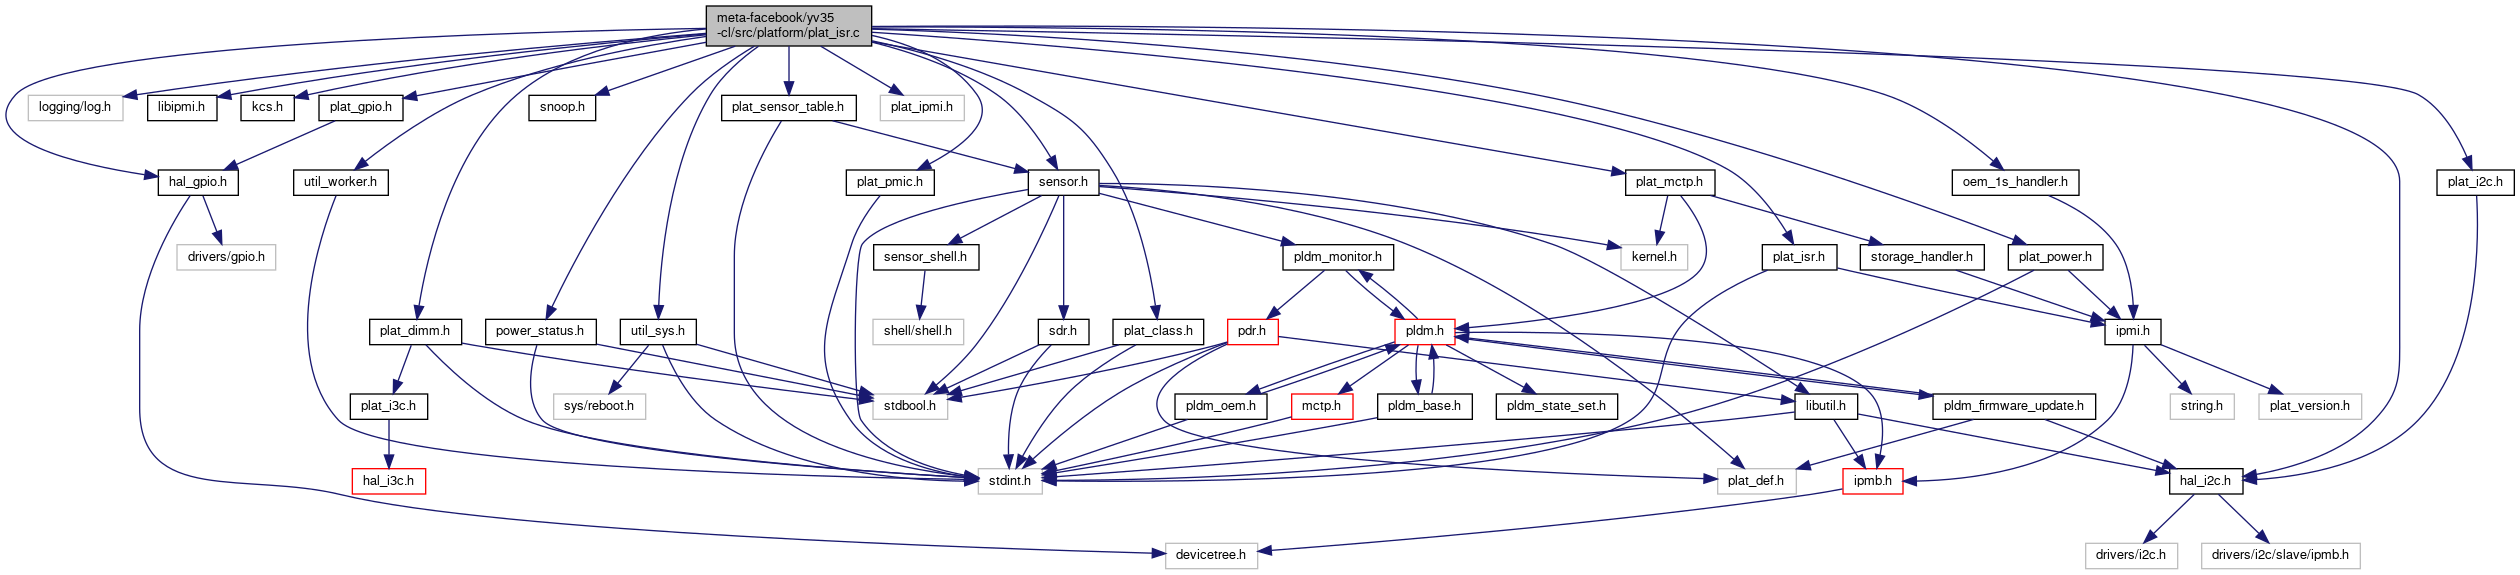 meta-facebook/yv35
-cl/src/platform/plat_isr.c
logging/log.h
libipmi.h
kcs.h
plat_gpio.h
snoop.h
plat_sensor_table.h
plat_ipmi.h
hal_gpio.h
util_worker.h
plat_pmic.h
sensor.h
plat_mctp.h
oem_1s_handler.h
plat_i2c.h
drivers/gpio.h
sensor_shell.h
pldm_monitor.h
kernel.h
plat_isr.h
storage_handler.h
plat_power.h
plat_dimm.h
power_status.h
util_sys.h
shell/shell.h
sdr.h
plat_class.h
pdr.h
pldm.h
ipmi.h
plat_i3c.h
sys/reboot.h
stdbool.h
pldm_oem.h
mctp.h
pldm_base.h
pldm_state_set.h
libutil.h
pldm_firmware_update.h
string.h
plat_version.h
hal_i3c.h
stdint.h
plat_def.h
ipmb.h
hal_i2c.h
devicetree.h
drivers/i2c.h
drivers/i2c/slave/ipmb.h